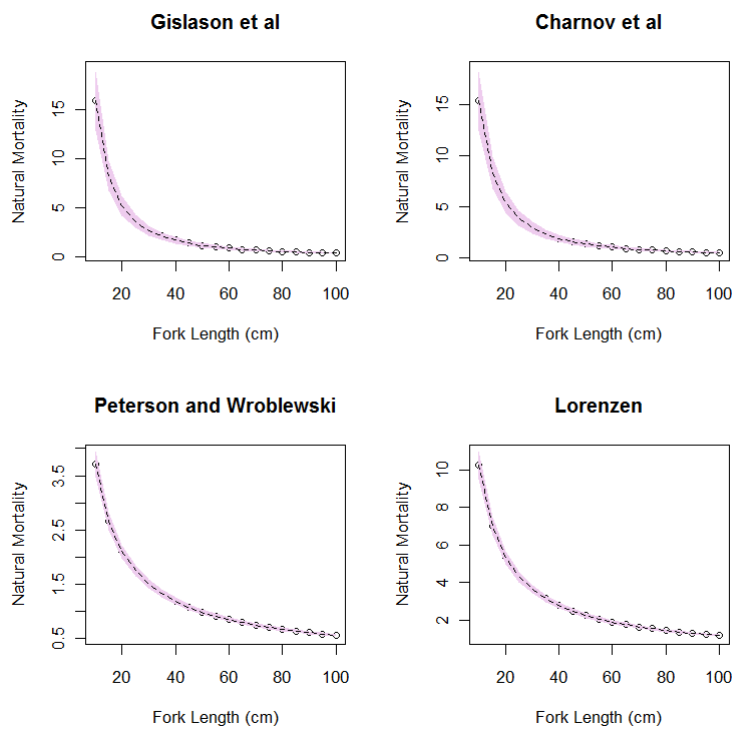 Gislason et al
Natural Mortality
0 5 10 15
20 40 60 80 100
Fork Length (cm)
Charnov et al
Natural Mortality
0 5 10 15
20 40 60 80 100
Fork Length (cm)
Peterson and Wroblewski
Natural Mortality
0.5 1.5 2.5 3.5
20 40 60 80 100
Fork Length (cm)
Lorenzen
Natural Mortality
2 4 6 8 10
20 40 60 80 100
Fork Length (cm)